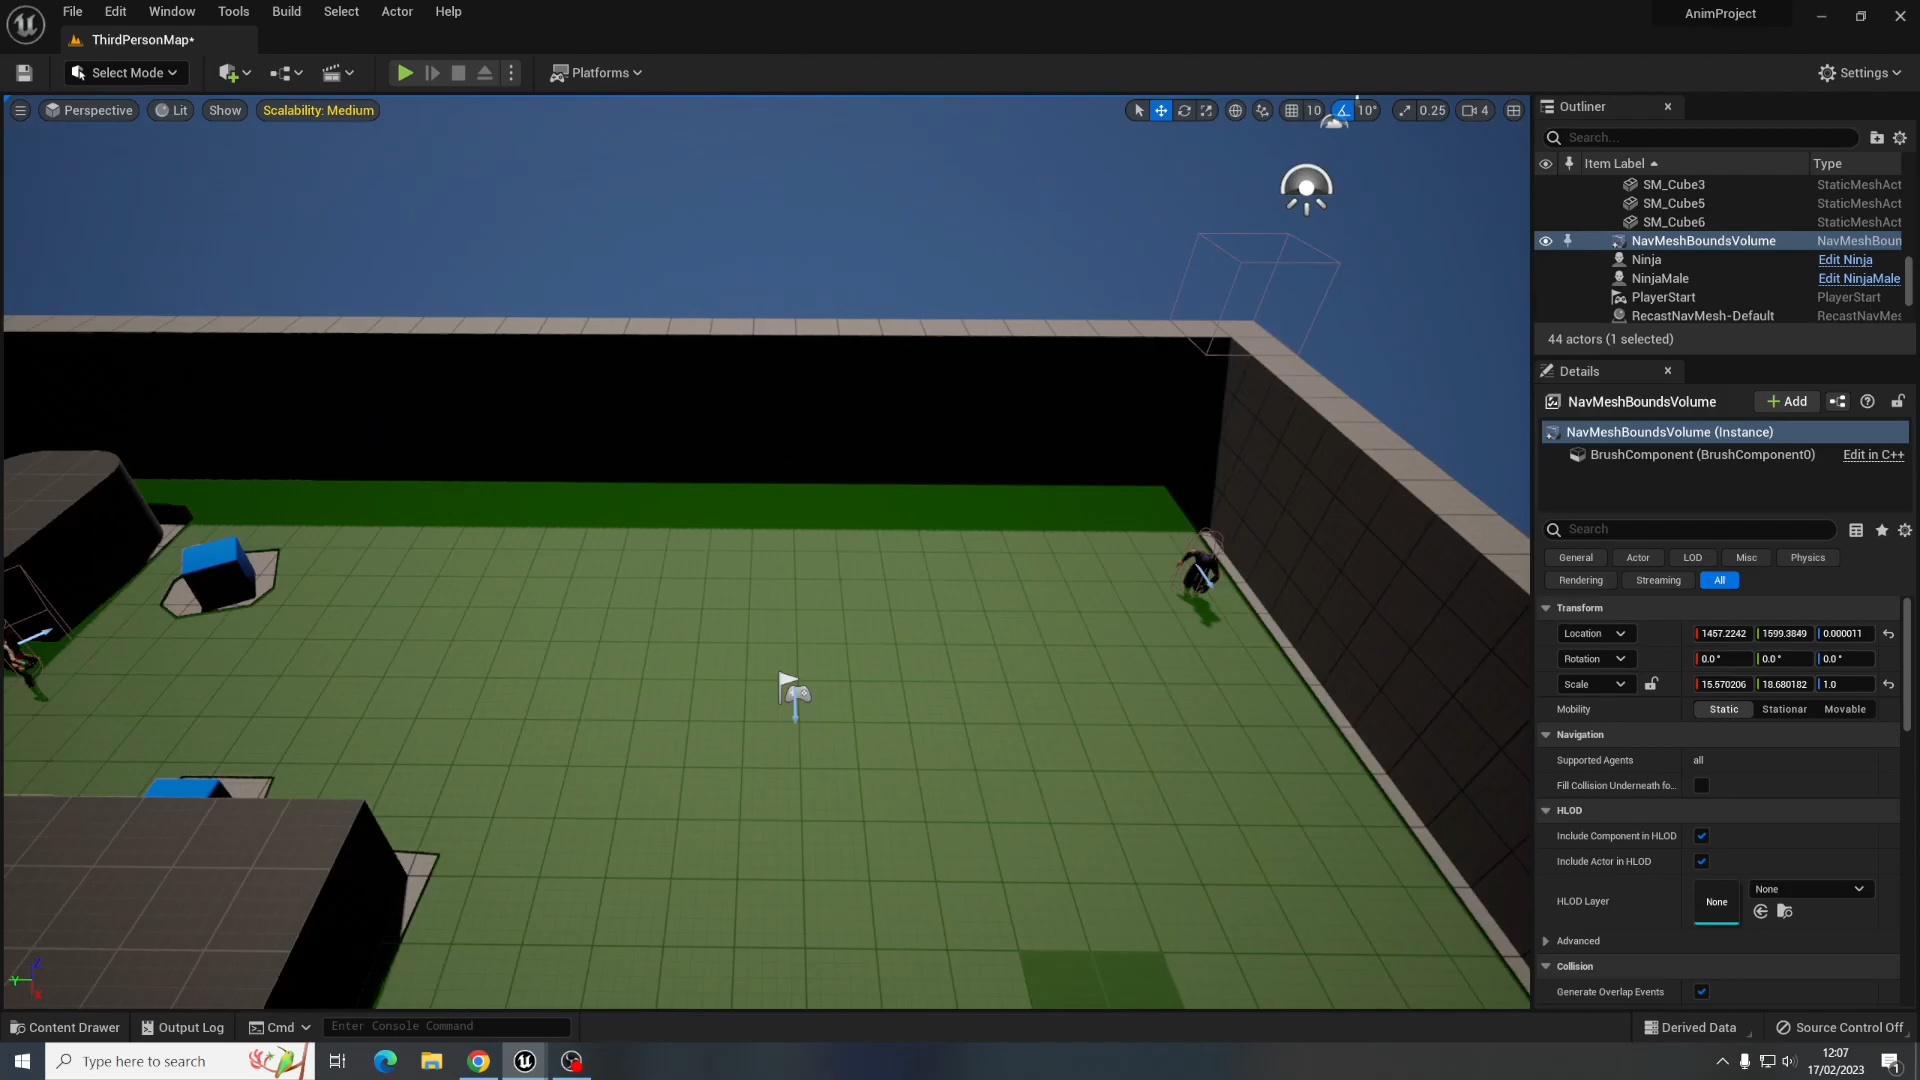 File Edit Window Tools Build Select Actor Help
AnimProject
ThirdPersonMap*
Select Mode
Platforms
Settings
Perspective Lit Show Scalability: Medium
10 10° 0.25 4
Outliner
Search...
Item Label Type
SM_Cube3 StaticMeshAct
SM_Cube5 StaticMeshAct
SM_Cube6 StaticMeshAct
NavMeshBoundsVolume NavMeshBoun
Ninja Edit Ninja
NinjaMale Edit NinjaMale
PlayerStart PlayerStart
RecastNavMesh-Default RecastNavMes
44 actors (1 selected)
Details
NavMeshBoundsVolume Add
NavMeshBoundsVolume (Instance)
BrushComponent (BrushComponent0) Edit in C++
Search
General Actor LOD Misc Physics
Rendering Streaming All
Transform
Location 1457.2242 1599.3849 0.000011
Rotation 0.0 ° 0.0 ° 0.0 °
Scale 15.570206 18.680182 1.0
Mobility Static Stationar Movable
Navigation
Supported Agents all
Fill Collision Underneath fo...
HLOD
Include Component in HLOD
Include Actor in HLOD
HLOD Layer None None
Advanced
Collision
Generate Overlap Events
Z
Y
X
Content Drawer Output Log Cmd Enter Console Command Derived Data Source Control Off
Type here to search
12:07
17/02/2023
1